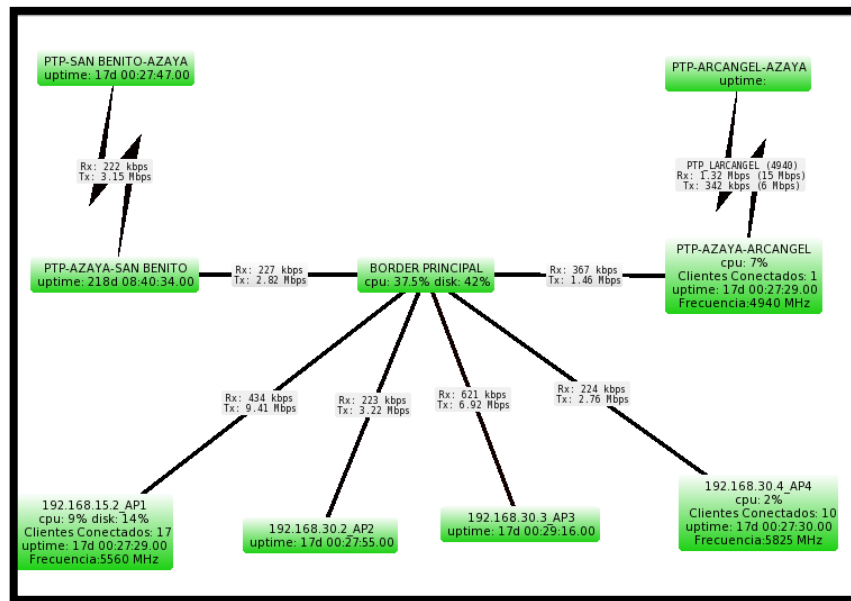 PTP-SAN BENITO-AZAYA
uptime: 17d 00:27:47.00
PTP-ARCANGEL-AZAYA
uptime:
Rx: 222 kbps
Tx: 3.15 Mbps
PTP_LARCANGEL (4940)
Rx: 1.32 Mbps (15 Mbps)
Tx: 342 kbps (6 Mbps)
PTP-AZAYA-SAN BENITO
uptime: 218d 08:40:34.00
Rx: 227 kbps
Tx: 2.82 Mbps
BORDER PRINCIPAL
cpu: 37.5% disk: 42%
Rx: 367 kbps
Tx: 1.46 Mbps
PTP-AZAYA-ARCANGEL
cpu: 7%
Clientes Conectados: 1
uptime: 17d 00:27:29.00
Frecuencia:4940 MHz
Rx: 434 kbps
Tx: 9.41 Mbps
Rx: 223 kbps
Tx: 3.22 Mbps
Rx: 621 kbps
Tx: 6.92 Mbps
Rx: 224 kbps
Tx: 2.76 Mbps
192.168.15.2_AP1
cpu: 9% disk: 14%
Clientes Conectados: 17
uptime: 17d 00:27:29.00
Frecuencia:5560 MHz
192.168.30.2_AP2
uptime: 17d 00:27:55.00
192.168.30.3_AP3
uptime: 17d 00:29:16.00
192.168.30.4_AP4
cpu: 2%
Clientes Conectados: 10
uptime: 17d 00:27:30.00
Frecuencia:5825 MHz